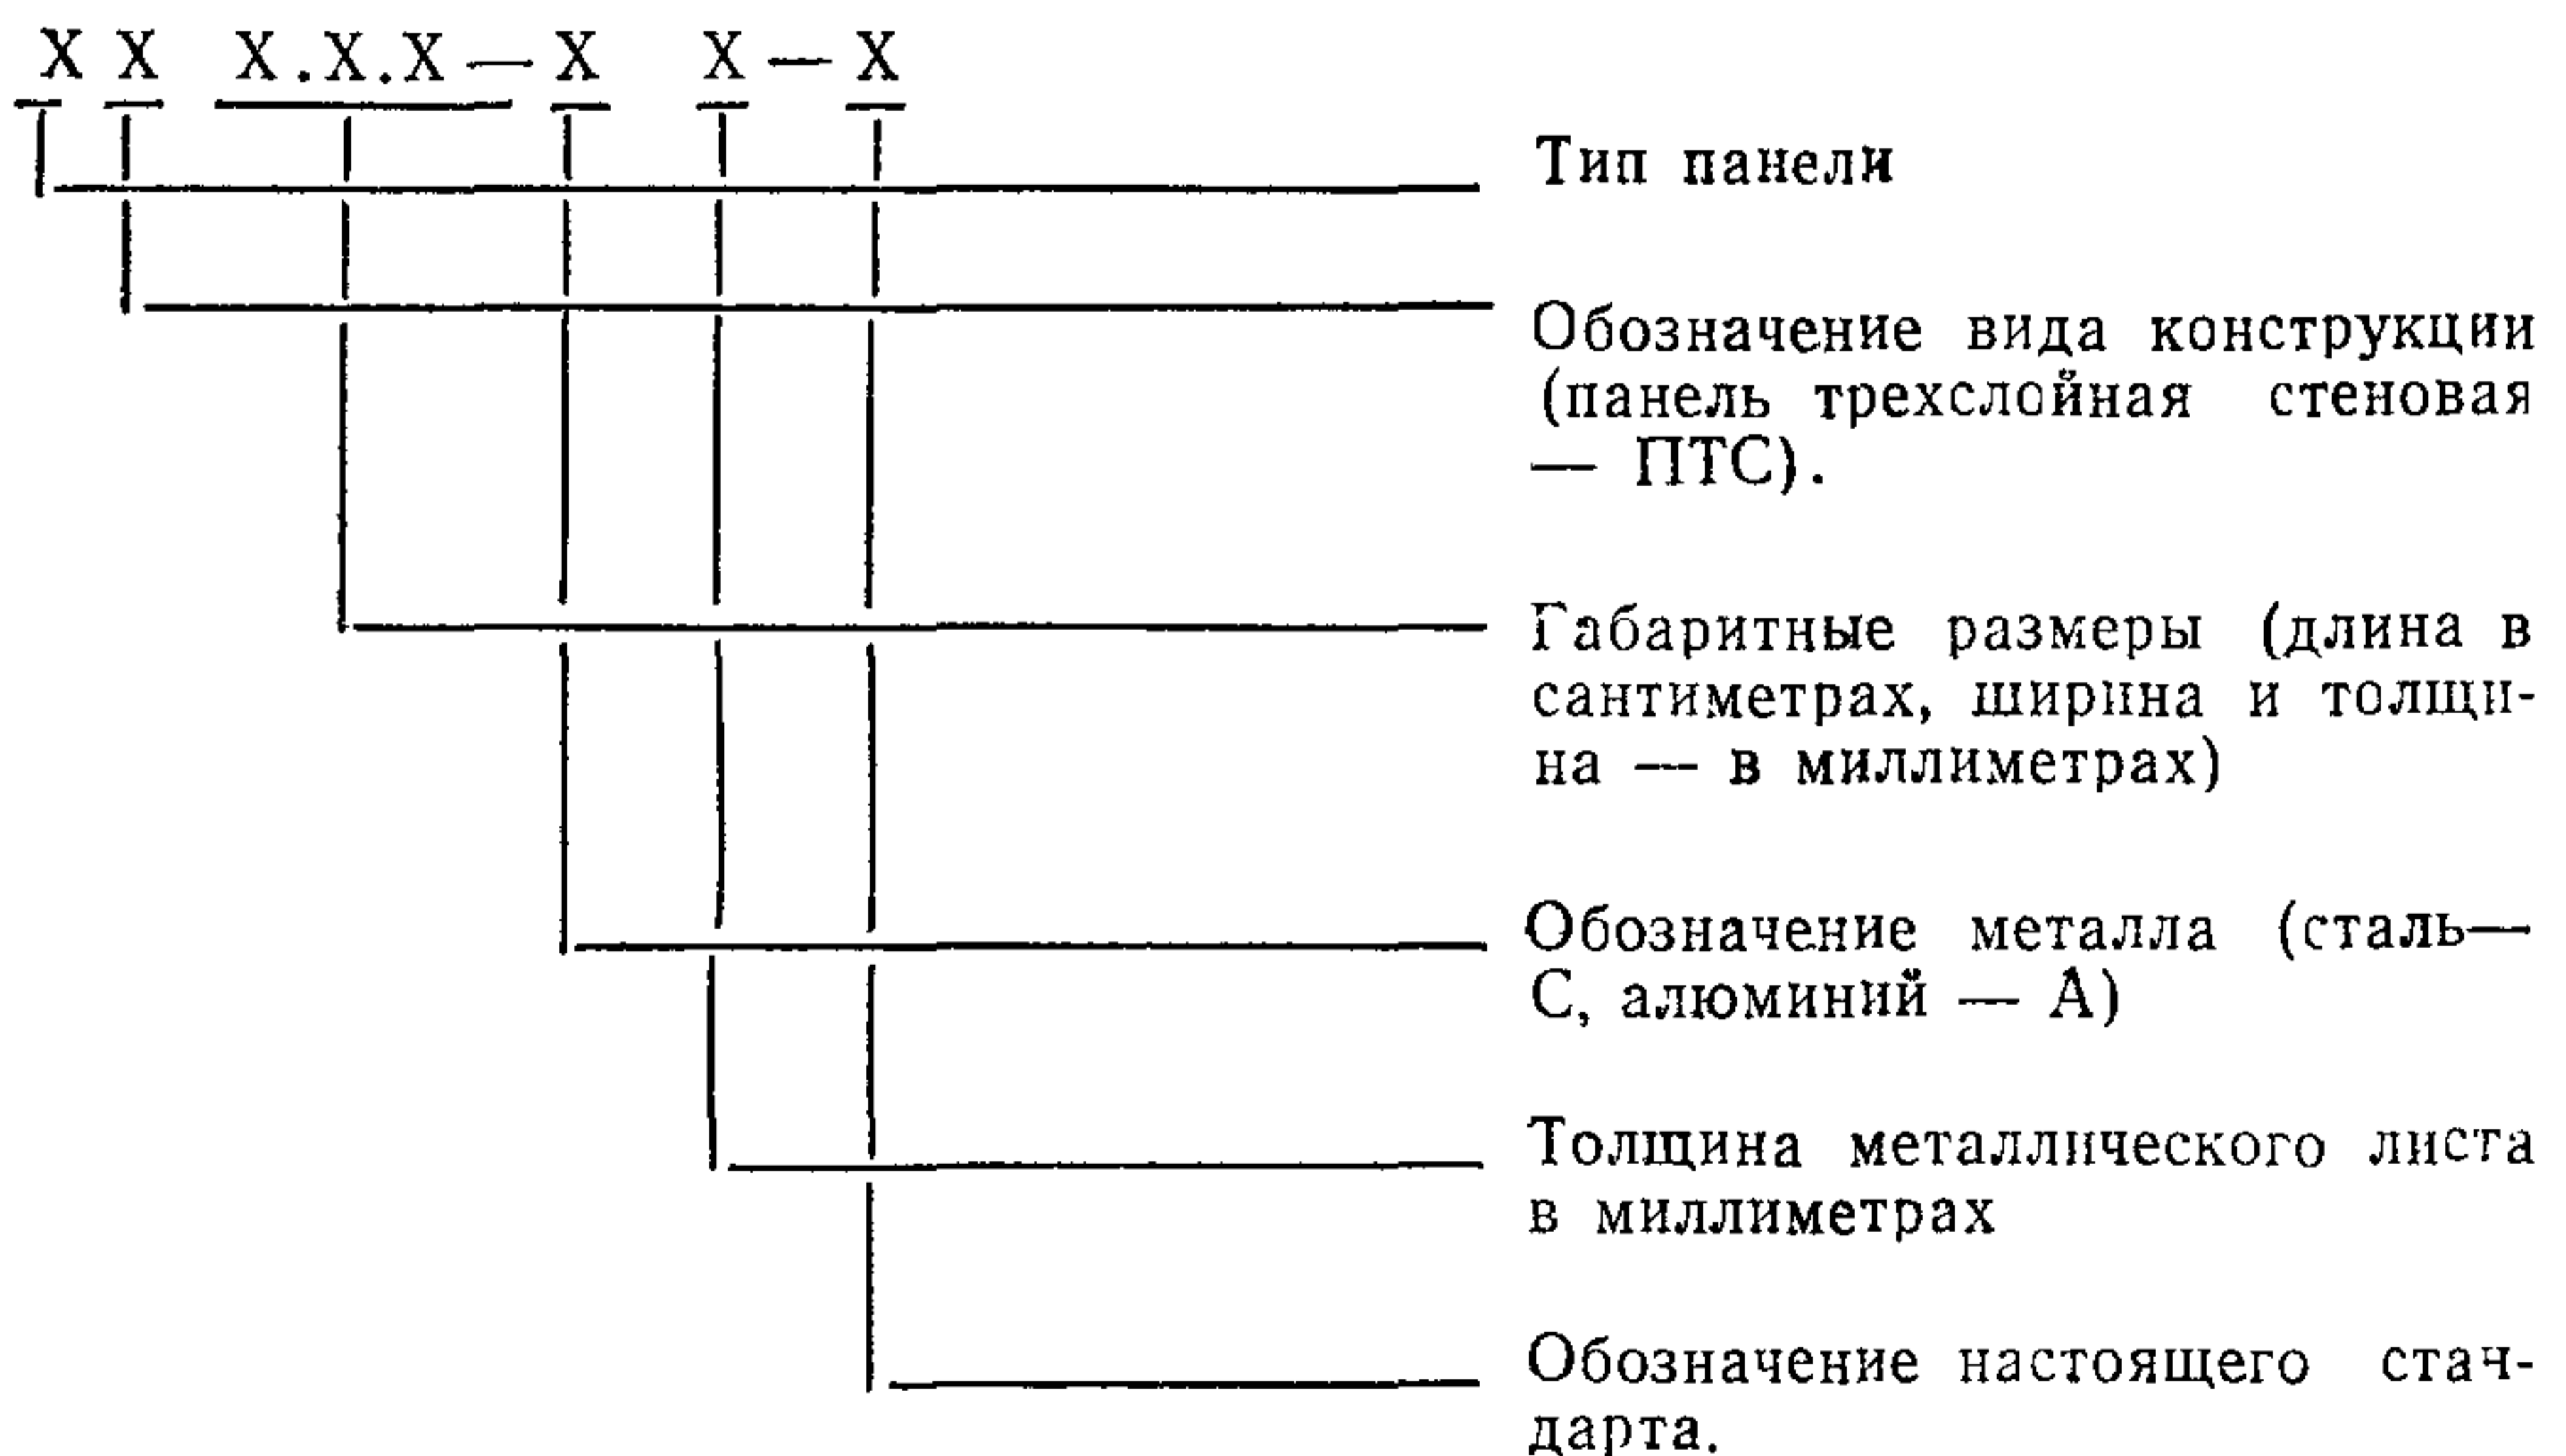 Х Х Х.Х.Х — Х Х — Х
Тип панели
Обозначение вида конструкции
(панель трехслойная стеновая
— ПТС).
Габаритные размеры (длина в
сантиметрах, ширина и толщи-
на — в миллиметрах)
Обозначение металла (сталь—
С, алюминий — А)
Толщина металлического листа
в миллиметрах
Обозначение настоящего стач-
дарта.